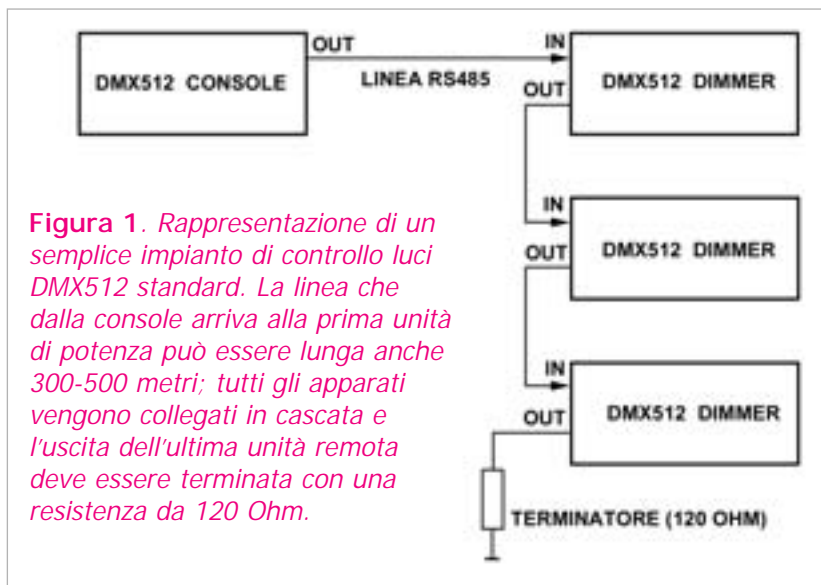 DMX512 CONSOLE
OUT
LINEA RS485
IN
DMX512 DIMMER
OUT
IN
DMX512 DIMMER
OUT
IN
DMX512 DIMMER
OUT
TERMINATORE (120 OHM)
Figura 1. Rappresentazione di un
semplice impianto di controllo luci
DMX512 standard. La linea che
dalla console arriva alla prima unità
di potenza può essere lunga anche
300-500 metri; tutti gli apparati
vengono collegati in cascata e
l'uscita dell'ultima unità remota
deve essere terminata con una
resistenza da 120 Ohm.